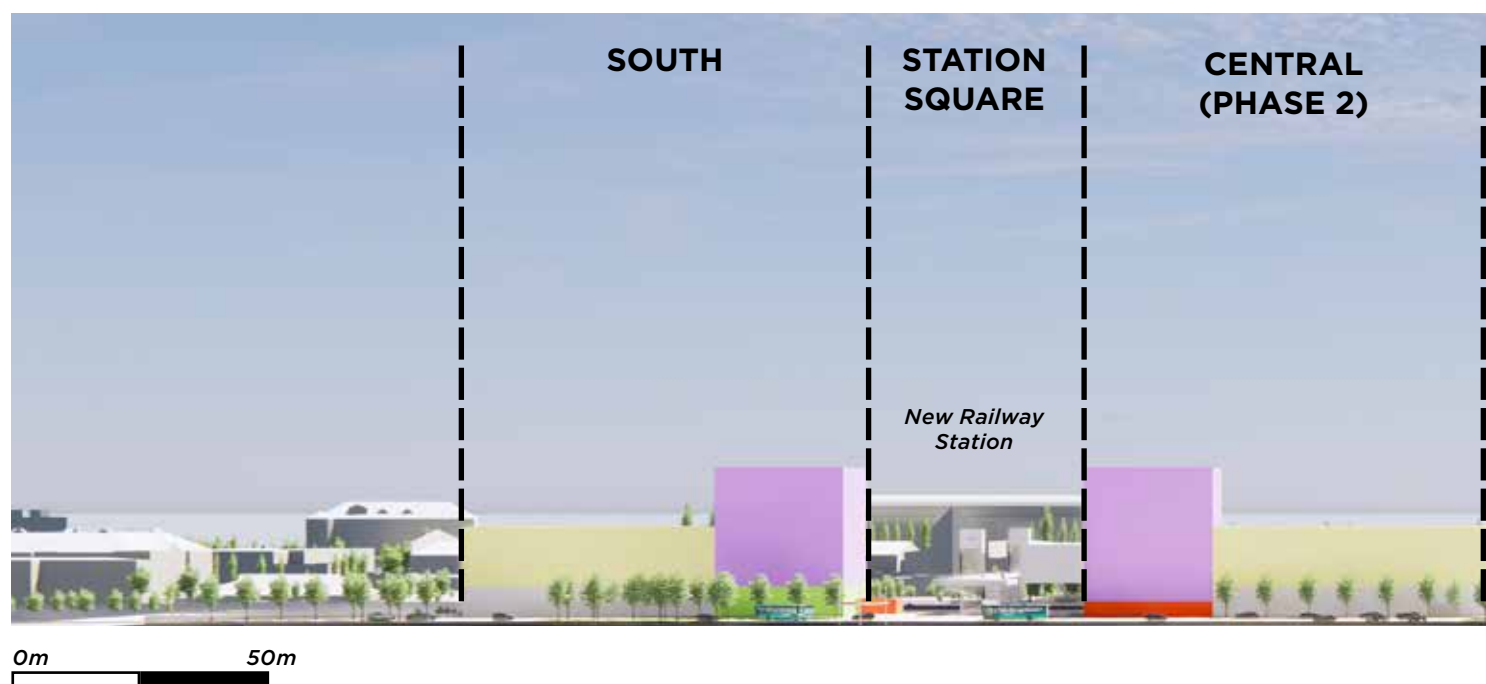 SOUTH
STATION
SQUARE
CENTRAL
(PHASE 2)
New Railway
Station
0m 50m